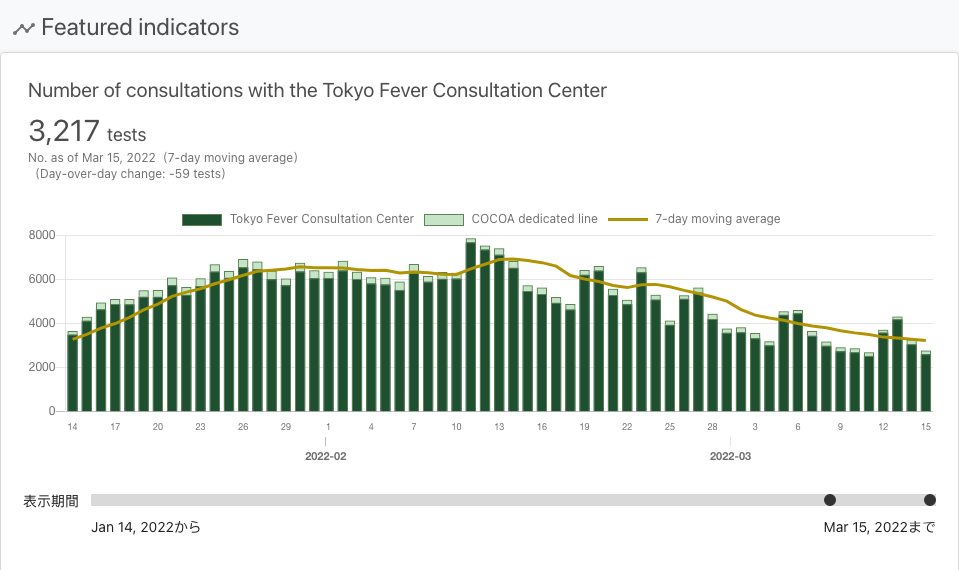 Featured indicators
Number of consultations with the Tokyo Fever Consultation Center
3,217 tests
No. as of Mar 15, 2022 (7-day moving average)
(Day-over-day change: -59 tests)
Tokyo Fever Consultation Center COCOA dedicated line 7-day moving average
8000
6000
4000
2000
0
14 17 20 23 26 29 1 4 7 10 13 16 19 22 25 28 3 6 9 12 15
2022-02 2022-03
表示期間
Jan 14, 2022から Mar 15, 2022まで